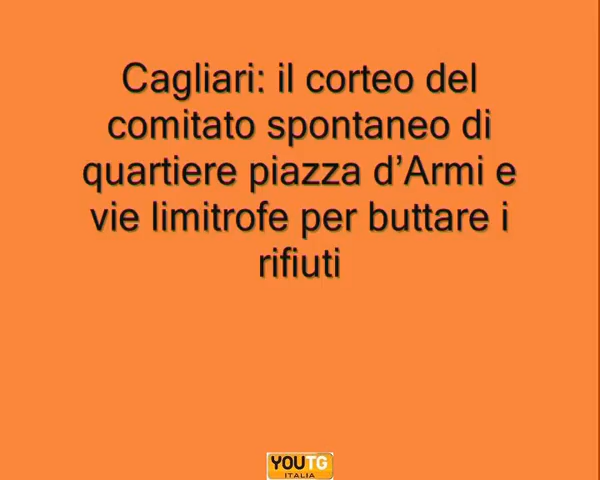 Cagliari: il corteo del
comitato spontaneo di
quartiere piazza d’Armi e
vie limitrofe per buttare i
rifiuti
YOUTG
ITALIA